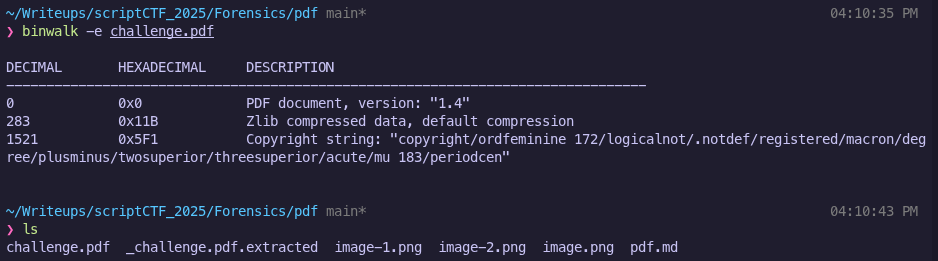 ~/Writeups/scriptCTF_2025/Forensics/pdf main* 04:10:35 PM
❯ binwalk -e challenge.pdf
DECIMAL HEXADECIMAL DESCRIPTION
--------------------------------------------------------------------------------
0 0x0 PDF document, version: "1.4"
283 0x11B Zlib compressed data, default compression
1521 0x5F1 Copyright string: "copyright/ordfeminine 172/logicalnot/.notdef/registered/macron/deg
ree/plusminus/twosuperior/threesuperior/acute/mu 183/periodcen"
~/Writeups/scriptCTF_2025/Forensics/pdf main* 04:10:43 PM
❯ ls
challenge.pdf _challenge.pdf.extracted image-1.png image-2.png image.png pdf.md